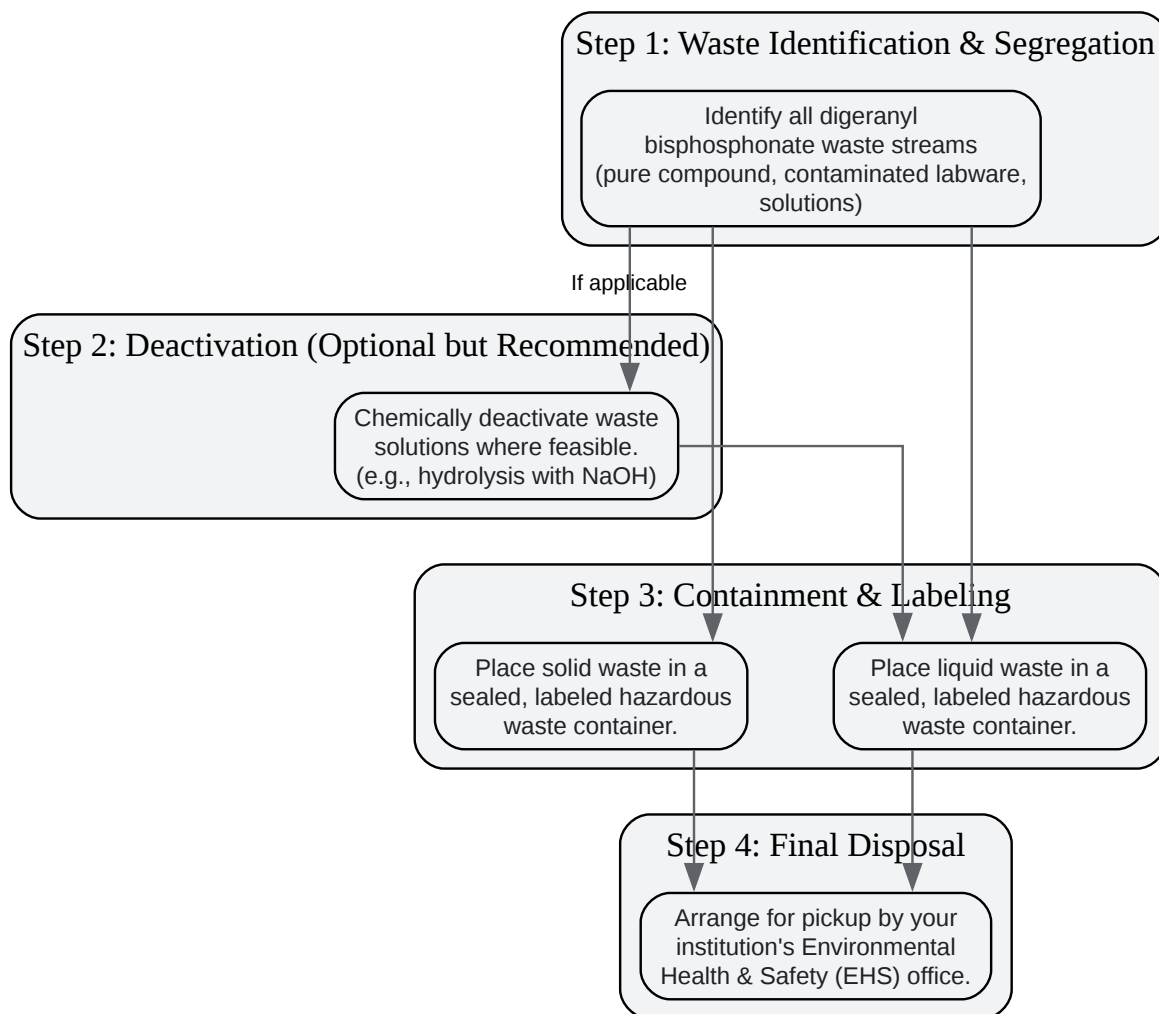 Step 1: Waste Identification & Segregation
Identify all digeranyl
bisphosphonate waste streams
(pure compound, contaminated labware,
solutions)
If applicable
Step 2: Deactivation (Optional but Recommended)
Chemically deactivate waste
solutions where feasible.
(e.g., hydrolysis with NaOH)
Step 3: Containment & Labeling
Place solid waste in a
sealed, labeled hazardous
waste container.
Place liquid waste in a
sealed, labeled hazardous
waste container.
Step 4: Final Disposal
Arrange for pickup by your
institution's Environmental
Health & Safety (EHS) office.